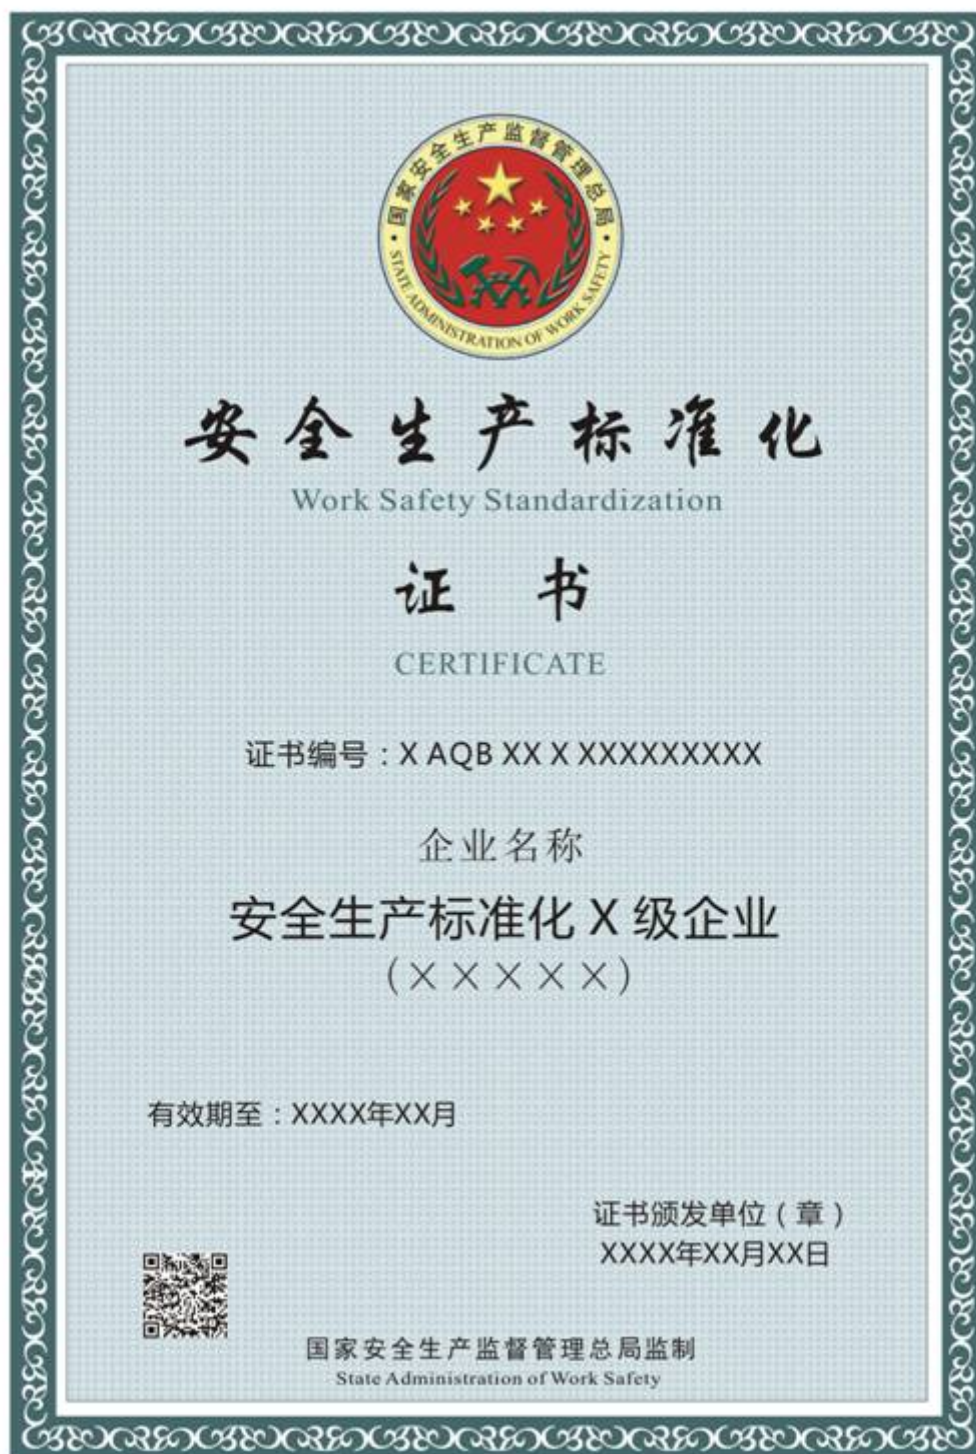 国家安全生产监督管理总局
STATE ADMINISTRATION OF WORK SAFETY
安全生产标准化
Work Safety Standardization
证书
CERTIFICATE
证书编号：X AQB XX X XXXXXXXXX
企业名称
安全生产标准化 X 级企业
(×××××)
有效期至：XXXX年XX月
证书颁发单位（章）
XXXX年XX月XX日
国家安全生产监督管理总局监制
State Administration of Work Safety